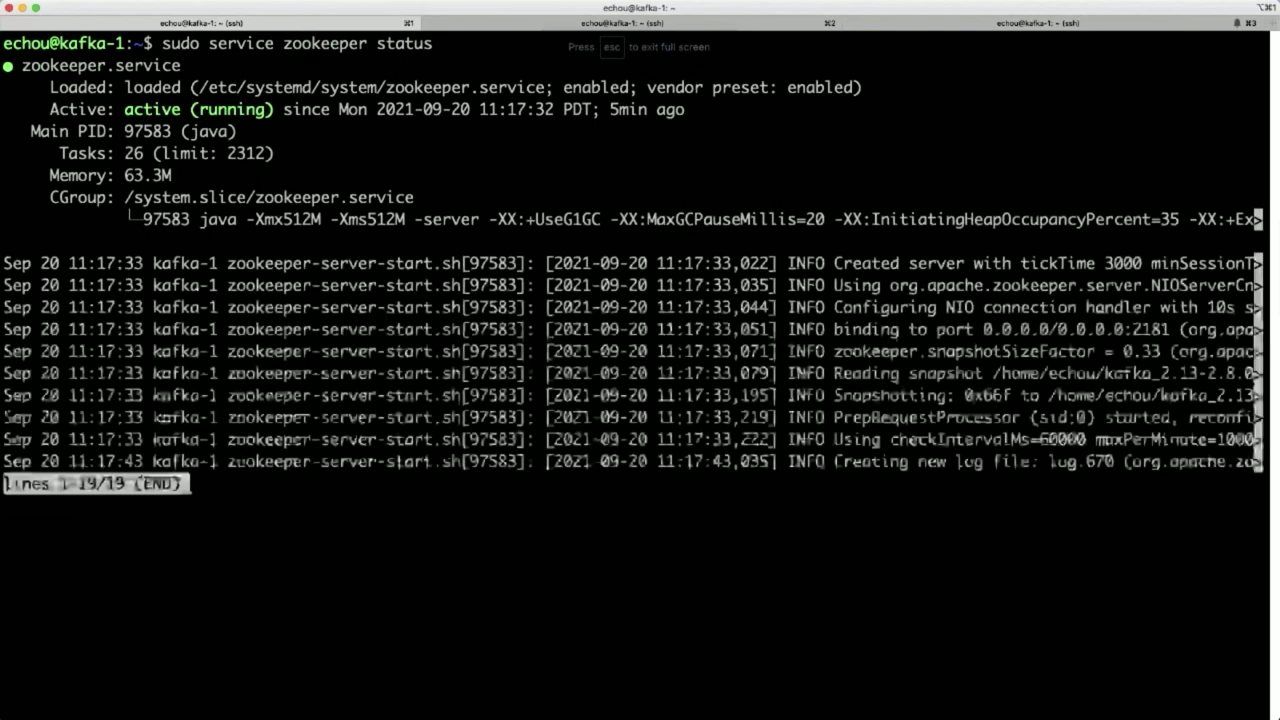 echou@kafka-1: ~
⌥⌘1
echou@kafka-1: ~ (ssh) ⌘1
echou@kafka-1: ~ (ssh) ⌘2
echou@kafka-1: ~ (ssh) ⌘3
Press esc to exit full screen
echou@kafka-1:~$ sudo service zookeeper status
● zookeeper.service
Loaded: loaded (/etc/systemd/system/zookeeper.service; enabled; vendor preset: enabled)
Active: active (running) since Mon 2021-09-20 11:17:32 PDT; 5min ago
Main PID: 97583 (java)
Tasks: 26 (limit: 2312)
Memory: 63.3M
CGroup: /system.slice/zookeeper.service
└─97583 java -Xmx512M -Xms512M -server -XX:+UseG1GC -XX:MaxGCPauseMillis=20 -XX:InitiatingHeapOccupancyPercent=35 -XX:+Ex>
Sep 20 11:17:33 kafka-1 zookeeper-server-start.sh[97583]: [2021-09-20 11:17:33,022] INFO Created server with tickTime 3000 minSessionT>
Sep 20 11:17:33 kafka-1 zookeeper-server-start.sh[97583]: [2021-09-20 11:17:33,035] INFO Using org.apache.zookeeper.server.NIOServerCn>
Sep 20 11:17:33 kafka-1 zookeeper-server-start.sh[97583]: [2021-09-20 11:17:33,044] INFO Configuring NIO connection handler with 10s s>
Sep 20 11:17:33 kafka-1 zookeeper-server-start.sh[97583]: [2021-09-20 11:17:33,051] INFO binding to port 0.0.0.0/0.0.0.0:2181 (org.apa>
Sep 20 11:17:33 kafka-1 zookeeper-server-start.sh[97583]: [2021-09-20 11:17:33,071] INFO zookeeper.snapshotSizeFactor = 0.33 (org.apac>
Sep 20 11:17:33 kafka-1 zookeeper-server-start.sh[97583]: [2021-09-20 11:17:33,079] INFO Reading snapshot /home/echou/kafka_2.13-2.8.0>
Sep 20 11:17:33 kafka-1 zookeeper-server-start.sh[97583]: [2021-09-20 11:17:33,195] INFO Snapshotting: 0x66f to /home/echou/kafka_2.13>
Sep 20 11:17:33 kafka-1 zookeeper-server-start.sh[97583]: [2021-09-20 11:17:33,219] INFO PrepRequestProcessor (sid:0) started, reconfi>
Sep 20 11:17:33 kafka-1 zookeeper-server-start.sh[97583]: [2021-09-20 11:17:33,222] INFO Using checkIntervalMs=60000 maxPerMinute=1000>
Sep 20 11:17:43 kafka-1 zookeeper-server-start.sh[97583]: [2021-09-20 11:17:43,035] INFO Creating new log file: log.670 (org.apache.zo>
lines 1-19/19 (END)